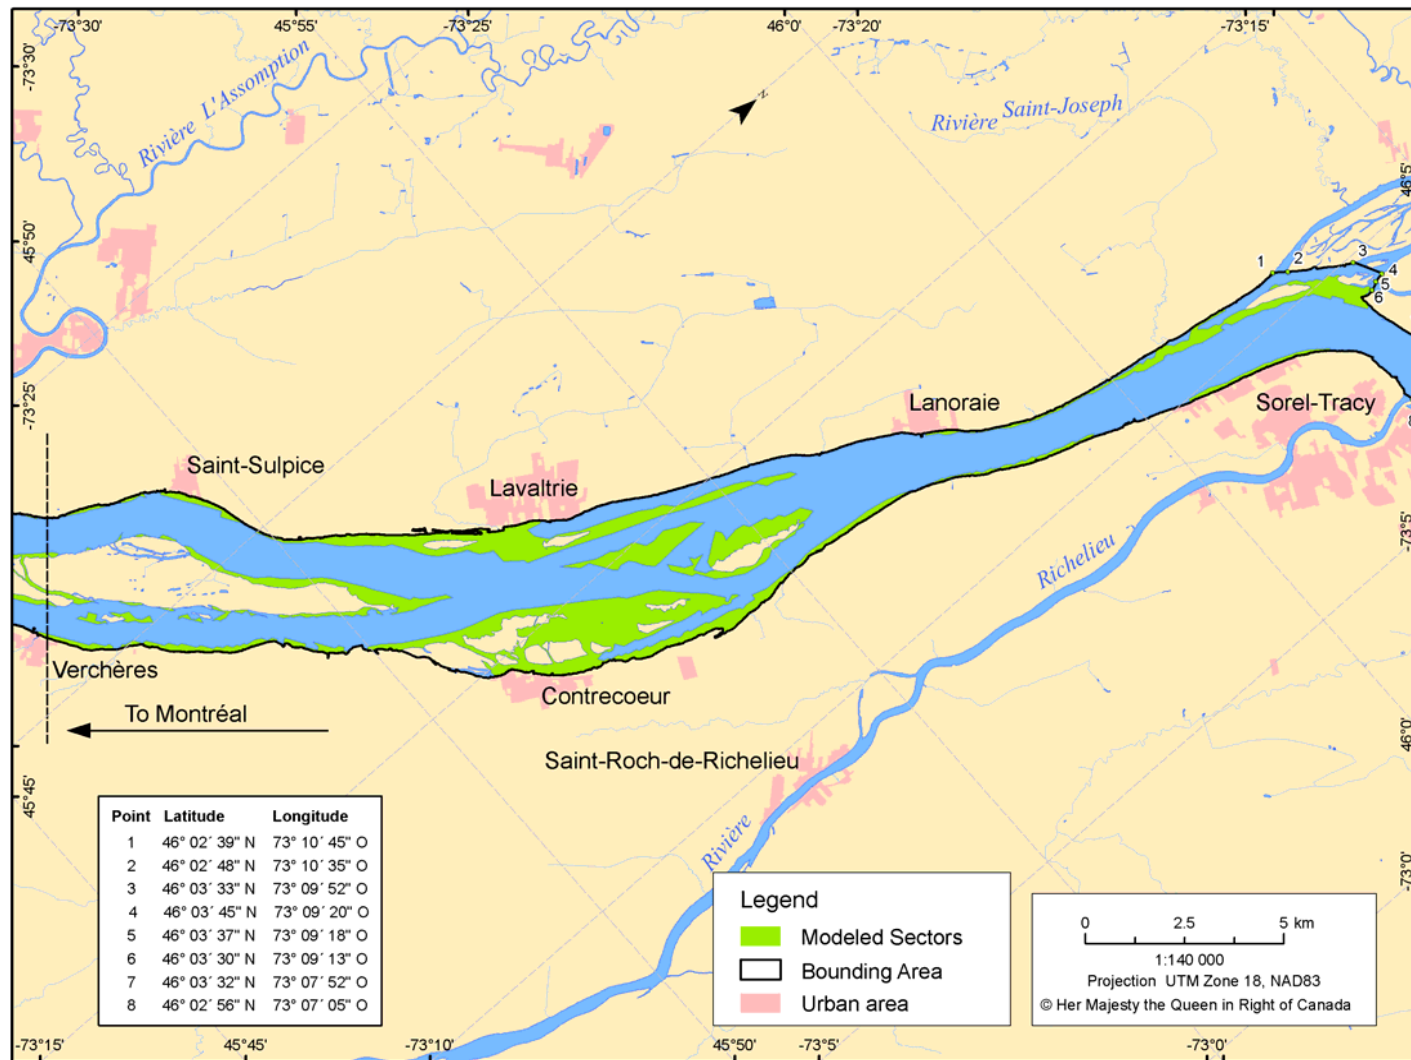 -73°30'
45°55'
-73°25'
46°0'
-73°20'
-73°15'
-73°30'
45°50'
-73°25'
45°45'
46°5'
-73°5'
46°0'
-73°0'
Rivière L'Assomption
N
Rivière Saint-Joseph
1
2
3
4
5
6
8
Lanoraie
Sorel-Tracy
Saint-Sulpice
Lavaltrie
Richelieu
Verchères
Contrecoeur
To Montréal
Saint-Roch-de-Richelieu
Rivière
Point Latitude Longitude
1 46° 02´ 39" N 73° 10´ 45" O
2 46° 02´ 48" N 73° 10´ 35" O
3 46° 03´ 33" N 73° 09´ 52" O
4 46° 03´ 45" N 73° 09´ 20" O
5 46° 03´ 37" N 73° 09´ 18" O
6 46° 03´ 30" N 73° 09´ 13" O
7 46° 03´ 32" N 73° 07´ 52" O
8 46° 02´ 56" N 73° 07´ 05" O
Legend
Modeled Sectors
Bounding Area
Urban area
0 2.5 5 km
1:140 000
Projection UTM Zone 18, NAD83
© Her Majesty the Queen in Right of Canada
-73°15'
45°45'
-73°10'
45°50'
-73°5'
-73°0'